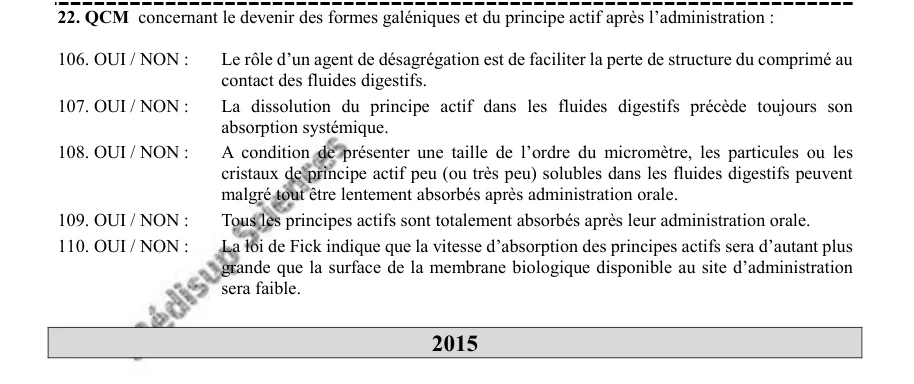 22. QCM concernant le devenir des formes galéniques et du principe actif après l’administration :
106. OUI / NON : Le rôle d’un agent de désagrégation est de faciliter la perte de structure du comprimé au
contact des fluides digestifs.
107. OUI / NON : La dissolution du principe actif dans les fluides digestifs précède toujours son
absorption systémique.
108. OUI / NON : A condition de présenter une taille de l’ordre du micromètre, les particules ou les
cristaux de principe actif peu (ou très peu) solubles dans les fluides digestifs peuvent
malgré tout être lentement absorbés après administration orale.
109. OUI / NON : Tous les principes actifs sont totalement absorbés après leur administration orale.
110. OUI / NON : La loi de Fick indique que la vitesse d’absorption des principes actifs sera d’autant plus
grande que la surface de la membrane biologique disponible au site d’administration
sera faible.
édisup Sciences
2015